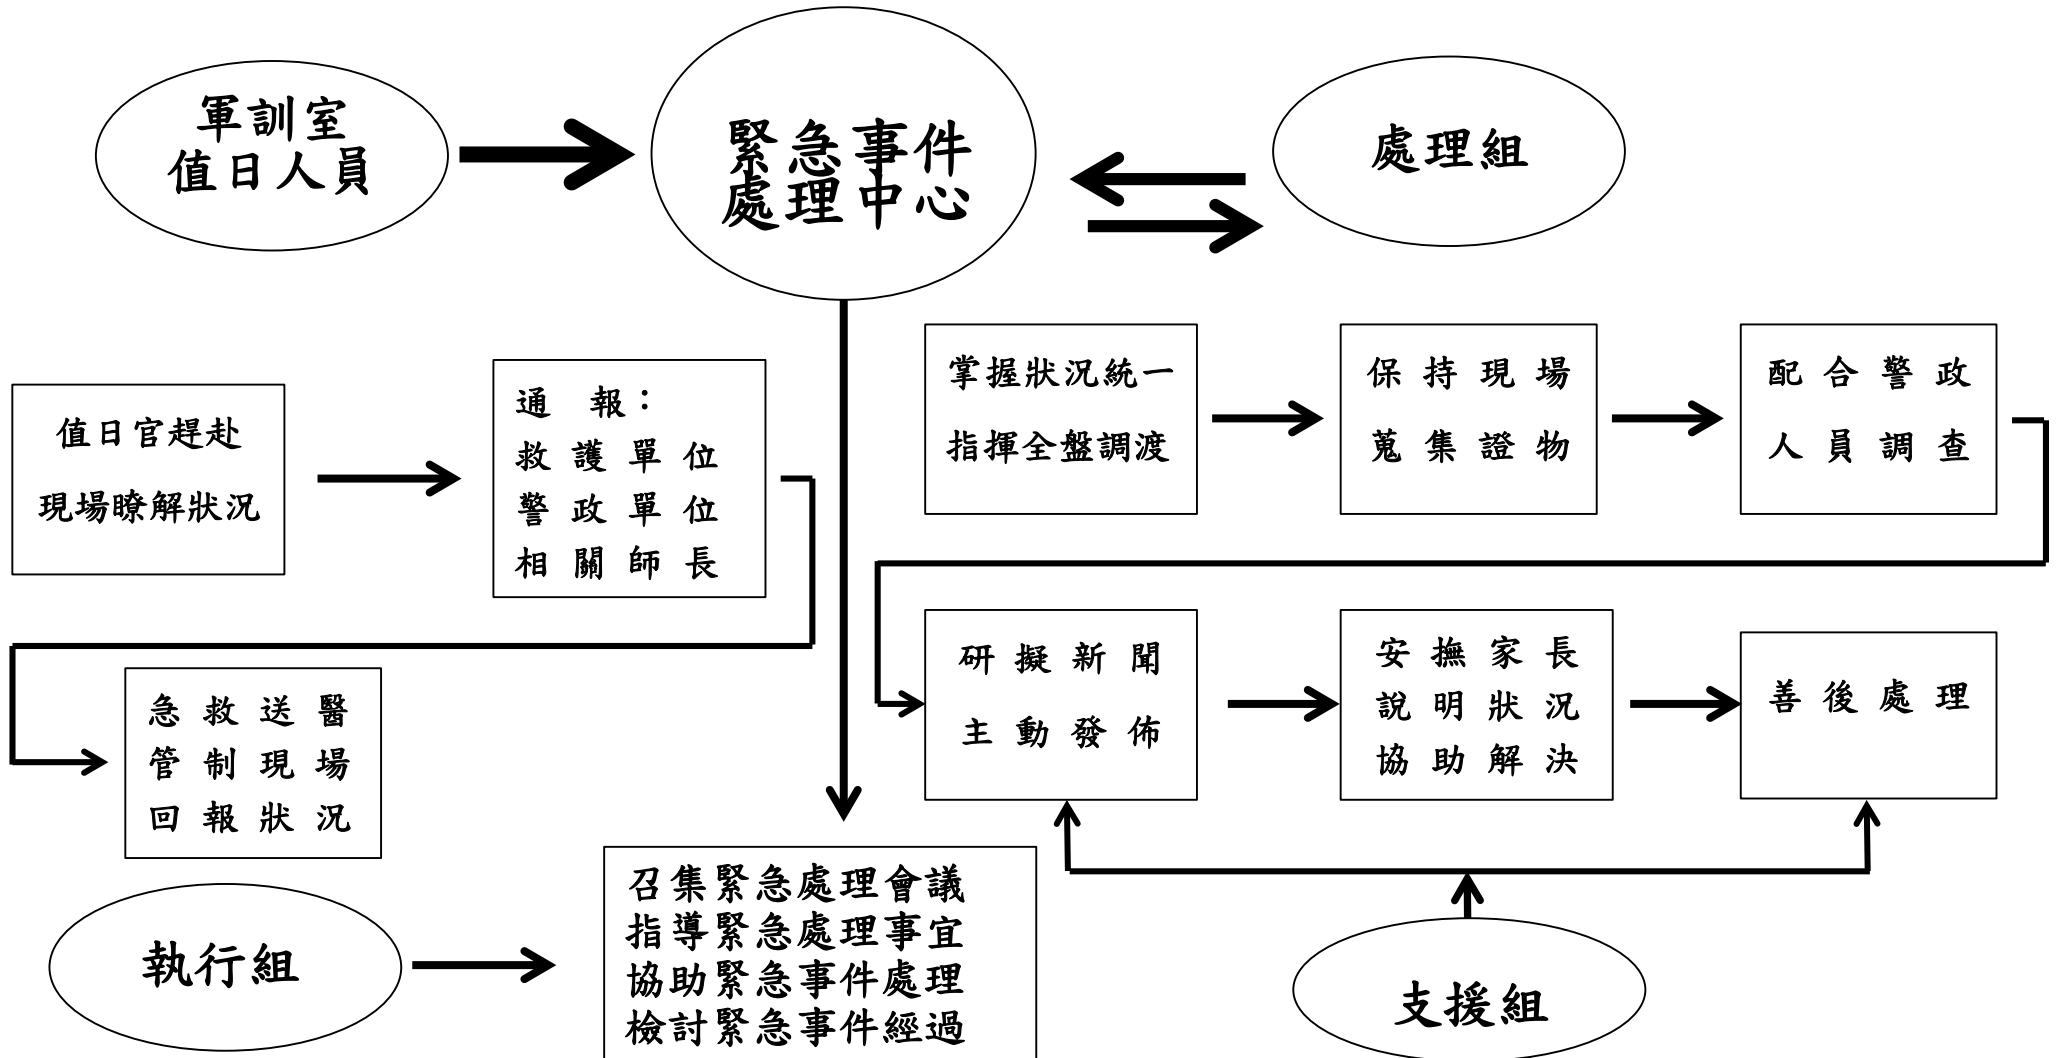 軍訓室
值日人員
緊急事件
處理中心
處理組
值日官趕赴
現場瞭解狀況
通 報：
救護單位
警政單位
相關師長
掌握狀況統一
指揮全盤調渡
保持現場
蒐集證物
配合警政
人員調查
急救送醫
管制現場
回報狀況
研擬新聞
主動發佈
安撫家長
說明狀況
協助解決
善後處理
執行組
召集緊急處理會議
指導緊急處理事宜
協助緊急事件處理
檢討緊急事件經過
支援組